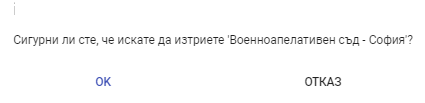 Сигурни ли сте, че искате да изтриете 'Военноапелативен съд - София'?
OK ОТКАЗ